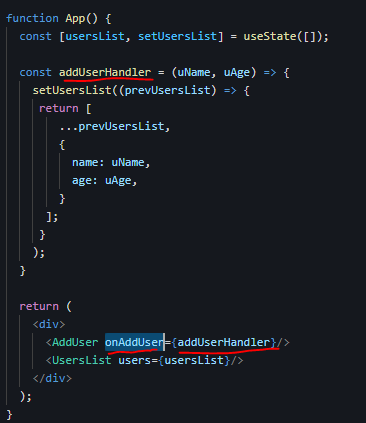 function App() {
const [usersList, setUsersList] = useState([]);
const addUserHandler = (uName, uAge) => {
setUsersList((prevUsersList) => {
return [
...prevUsersList,
{
name: uName,
age: uAge,
}
];
}
);
}
return (
<div>
<AddUser onAddUser={addUserHandler}/>
<UsersList users={usersList}/>
</div>
);
}